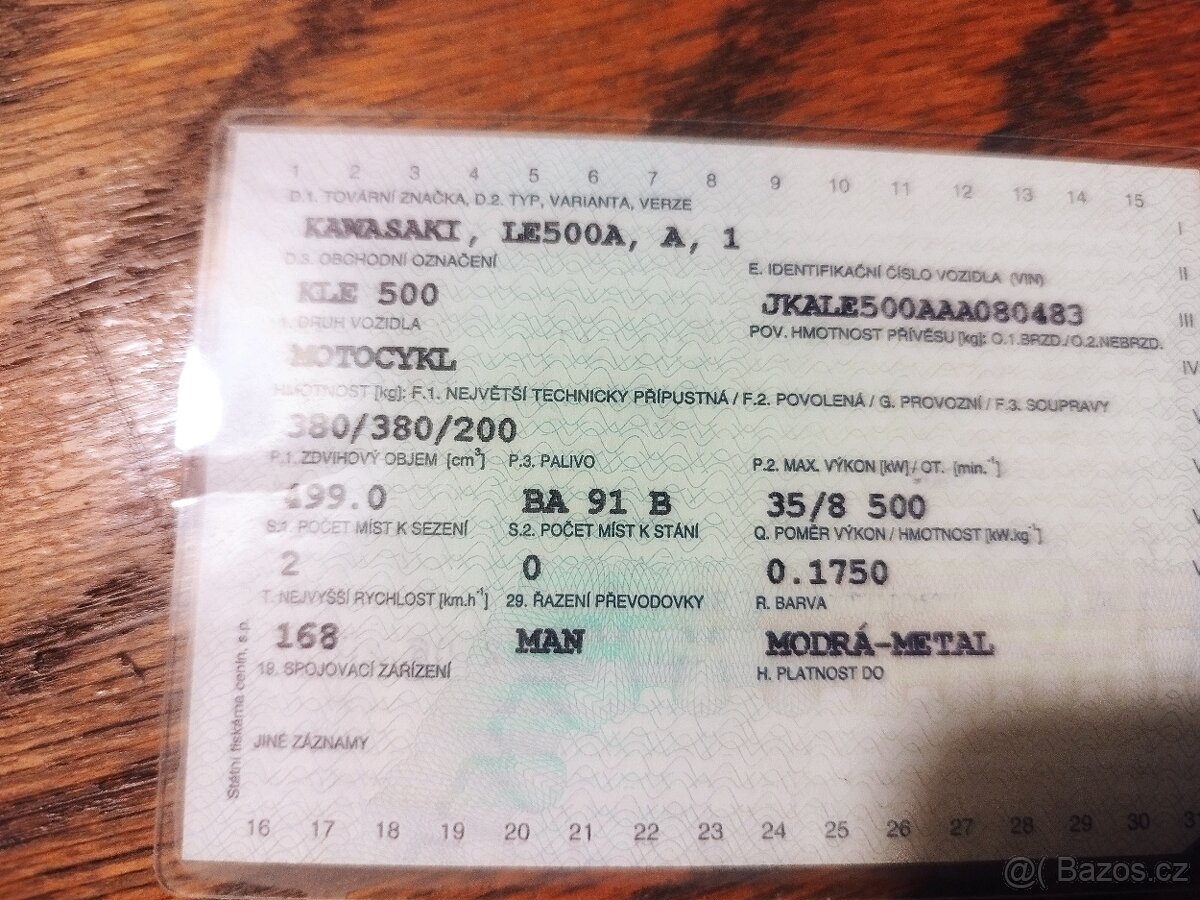 1 2 3 4 5 6 7 8 9 10 11 12 13 14 15
D.1. TOVÁRNÍ ZNAČKA, D.2. TYP, VARIANTA, VERZE
KAWASAKI, LE500A, A, 1
I
D.3. OBCHODNÍ OZNAČENÍ
E. IDENTIFIKAČNÍ ČÍSLO VOZIDLA (VIN)
II
KLE 500
JKALE500AAA080483
III
J. DRUH VOZIDLA
POV. HMOTNOST PŘÍVĚSU [kg]: O.1.BRZD./O.2.NEBRZD.
MOTOCYKL
IV
HMOTNOST [kg]: F.1. NEJVĚTŠÍ TECHNICKY PŘÍPUSTNÁ / F.2. POVOLENÁ / G. PROVOZNÍ / F.3. SOUPRAVY
380/380/200
P.1. ZDVIHOVÝ OBJEM [cm³] P.3. PALIVO P.2. MAX. VÝKON [kW] / OT. [min.⁻¹]
499.0 BA 91 B 35/8 500
S.1. POČET MÍST K SEZENÍ S.2. POČET MÍST K STÁNÍ Q. POMĚR VÝKON / HMOTNOST [kW.kg⁻¹]
2 0 0.1750
T. NEJVYŠŠÍ RYCHLOST [km.h⁻¹] 29. ŘAZENÍ PŘEVODOVKY R. BARVA
168 MAN MODRÁ-METAL
18. SPOJOVACÍ ZAŘÍZENÍ H. PLATNOST DO
JINÉ ZÁZNAMY
Státní tiskárna cenin, s.p.
16 17 18 19 20 21 22 23 24 25 26 27 28 29 30
@( Bazos.cz